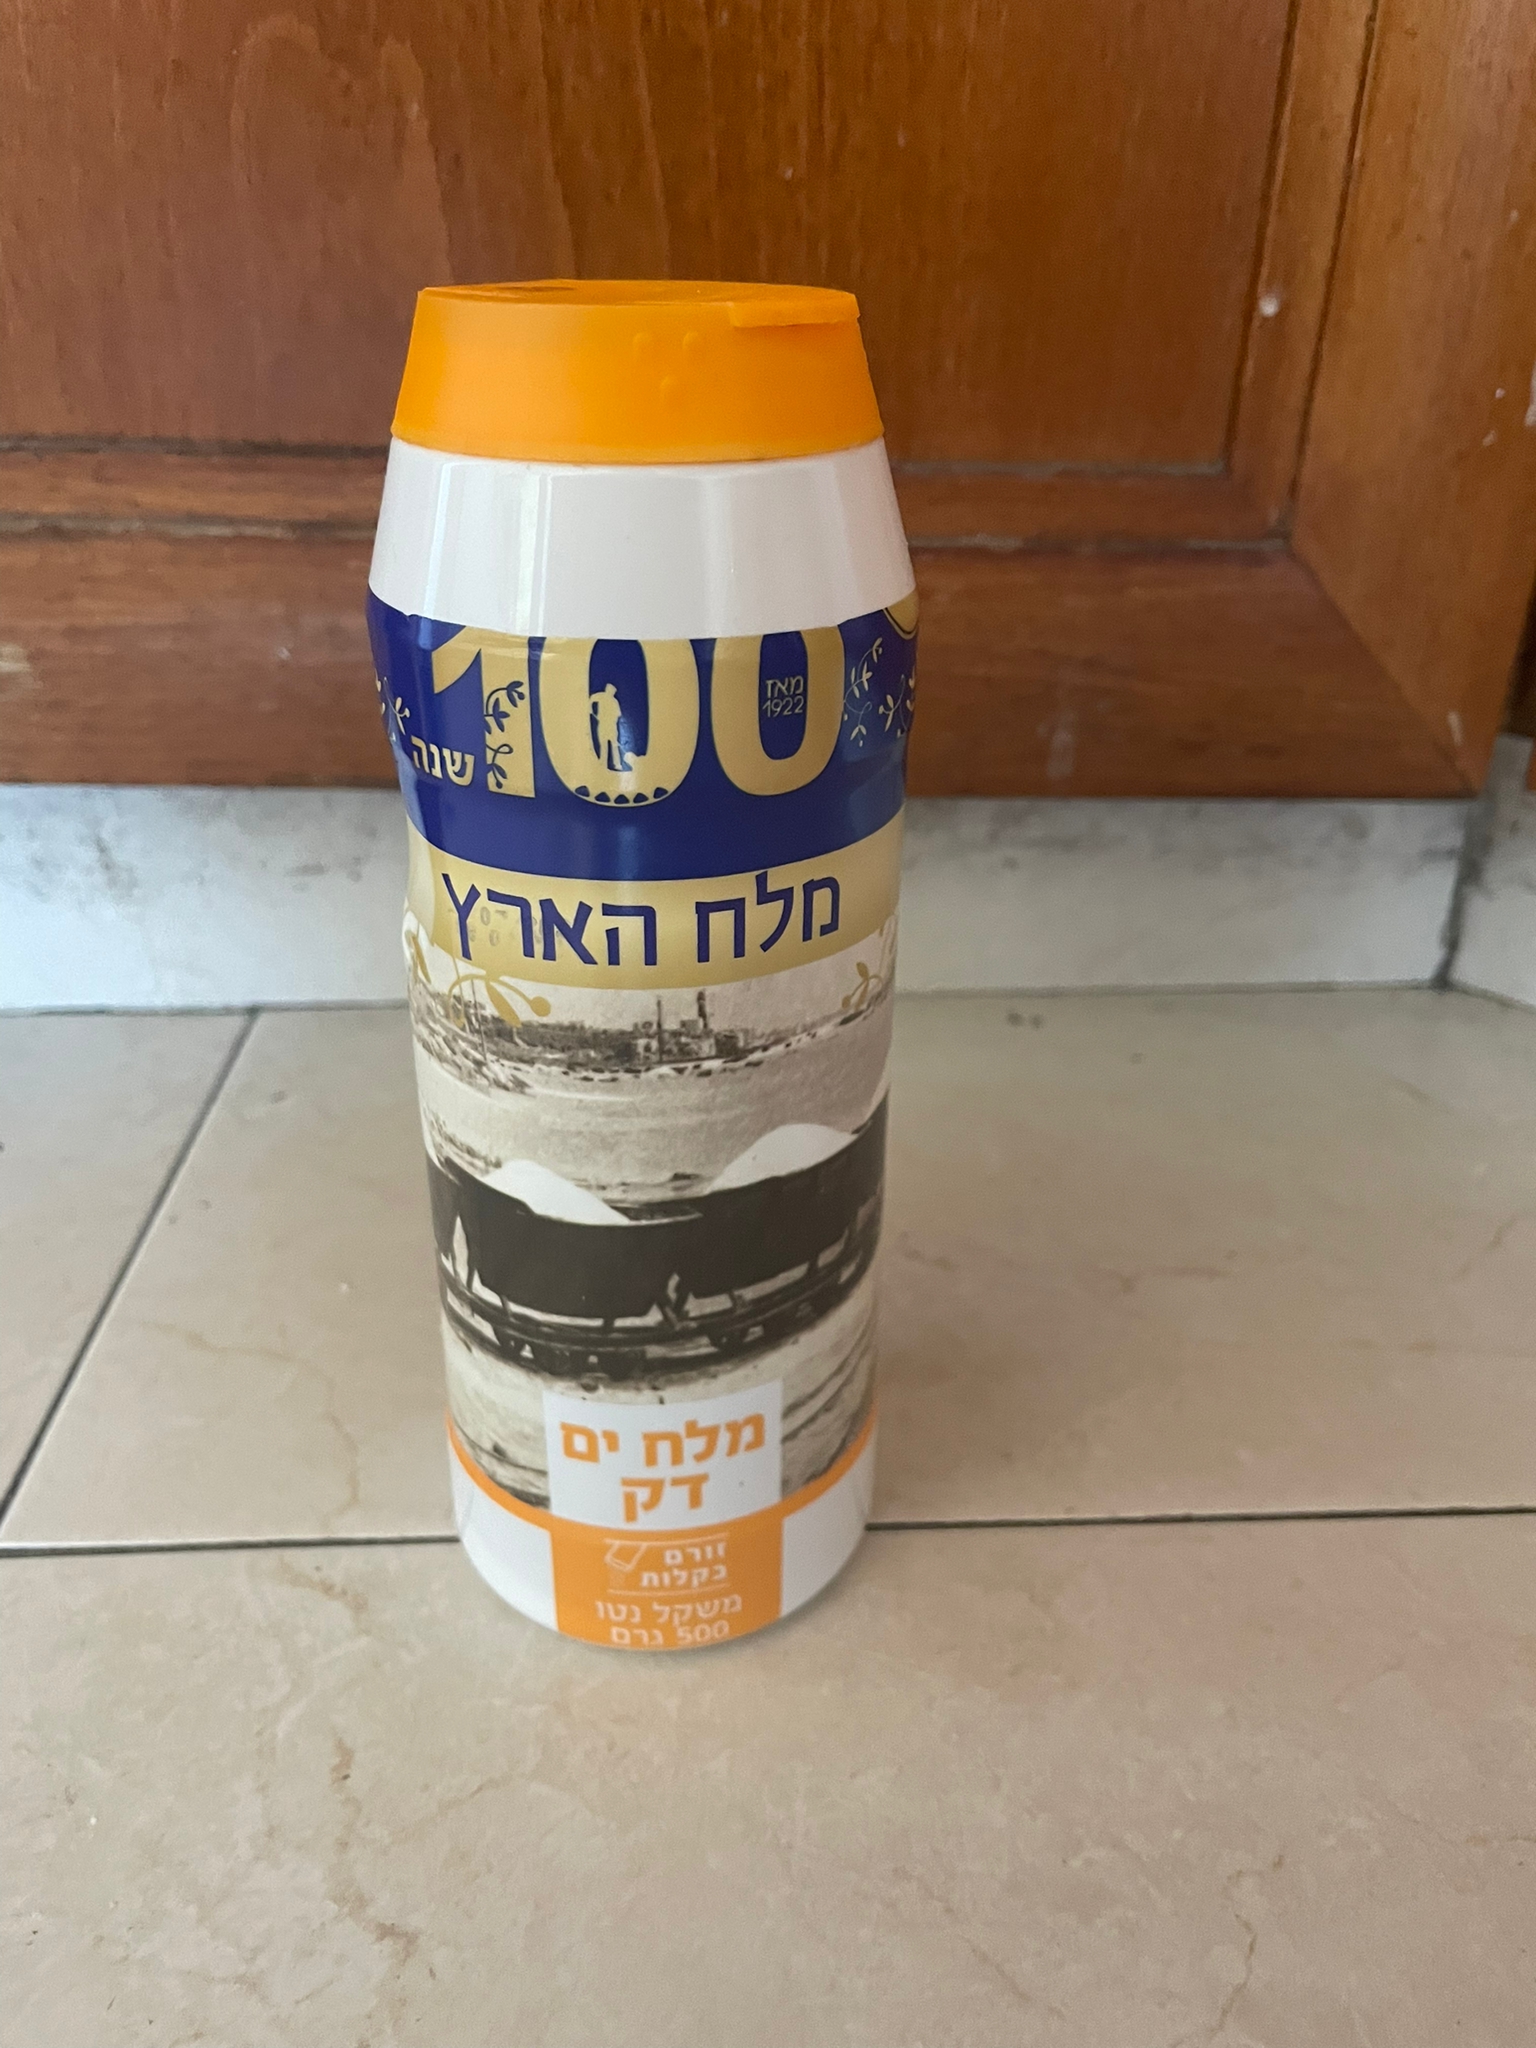 100
שנה
מאז
1922
מלח הארץ
מלח ים
דק
זורם
בקלות
משקל נטו
500 גרם